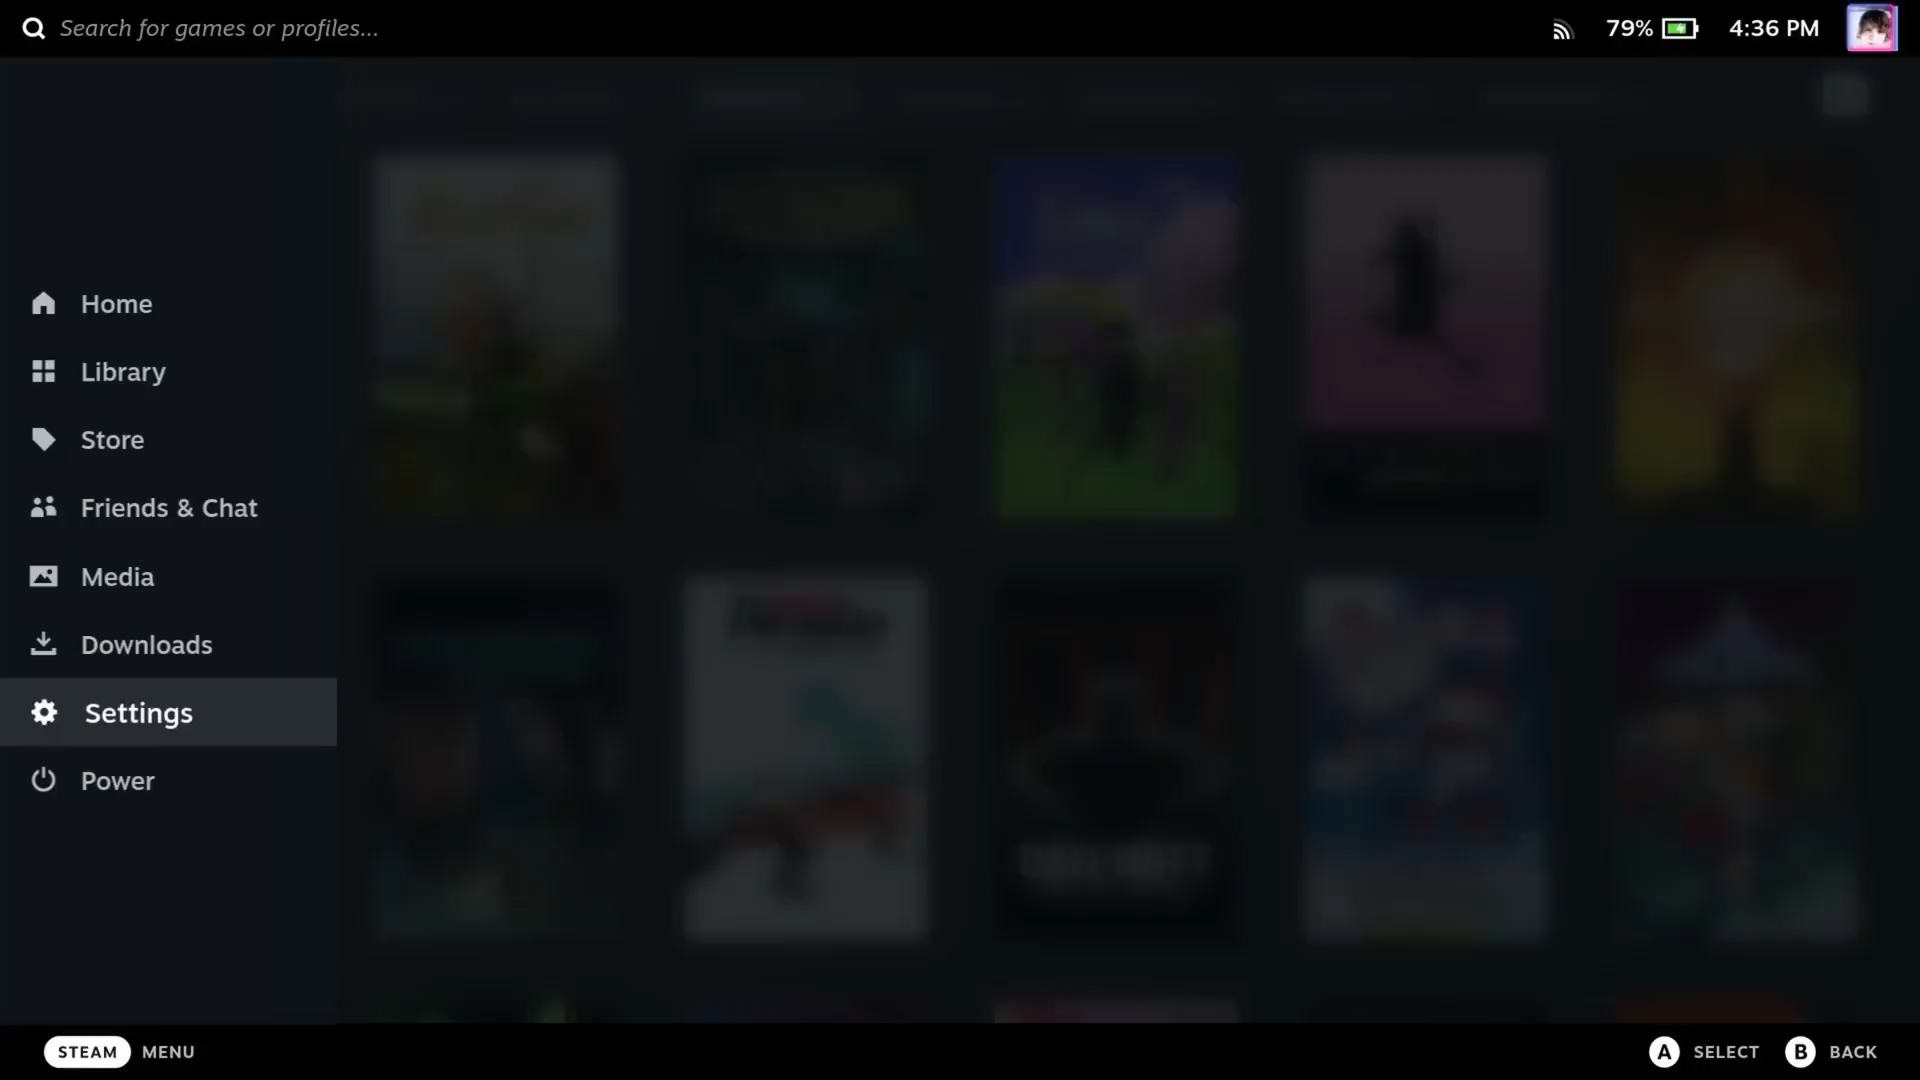 Search for games or profiles...
79%
4:36 PM
Home
Library
Store
Friends & Chat
Media
Downloads
Settings
Power
STEAM MENU
A SELECT B BACK